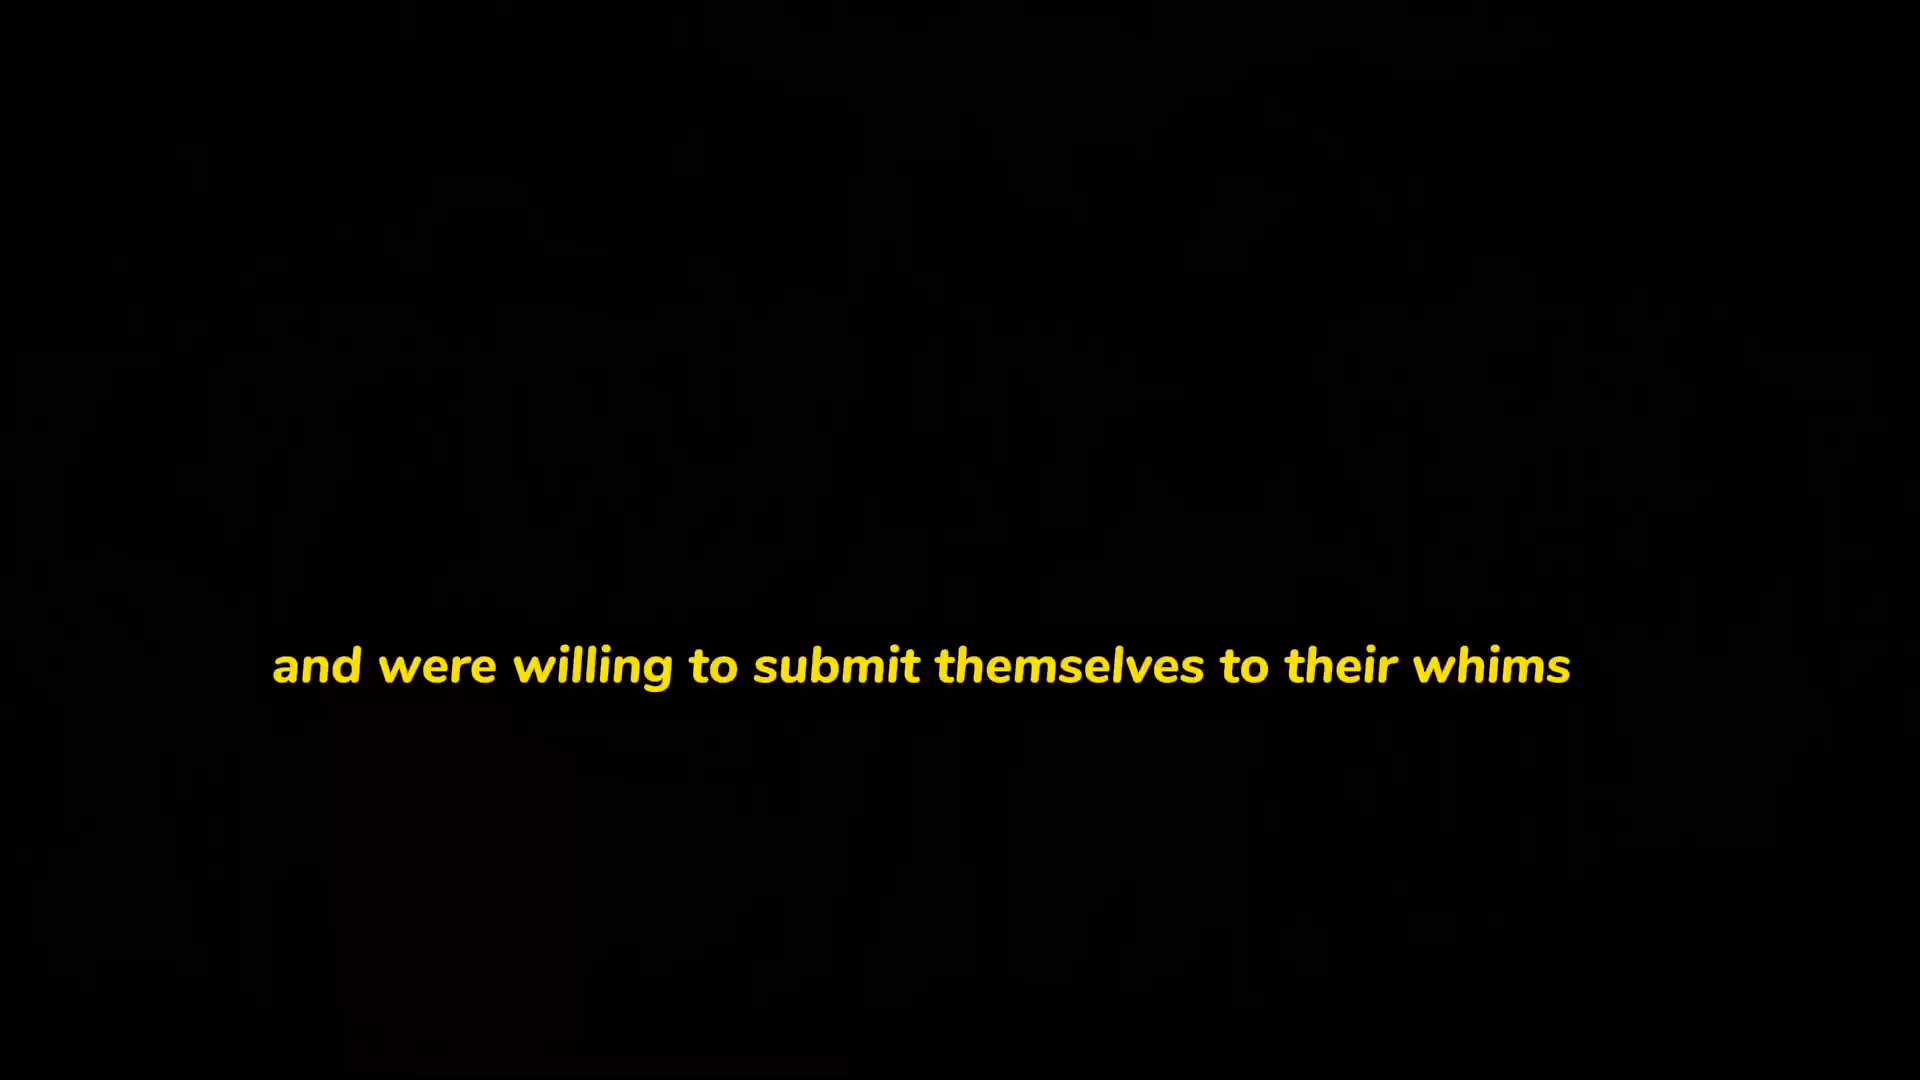 and were willing to submit themselves to their whims